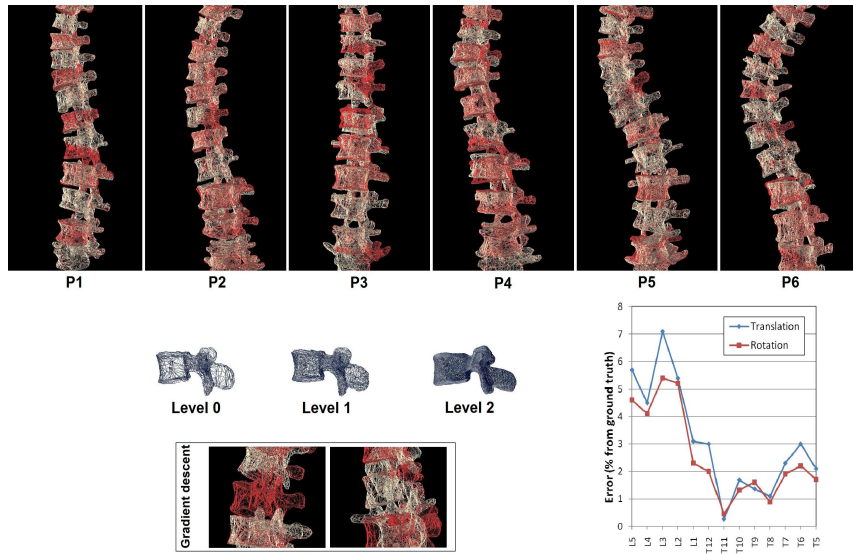 P1 P2 P3 P4 P5 P6
Level 0 Level 1 Level 2
Gradient descent
Error (% from ground truth)
8
7
6
5
4
3
2
1
0
Translation
Rotation
L5 L4 L3 L2 L1 T12 T11 T10 T9 T8 T7 T6 T5